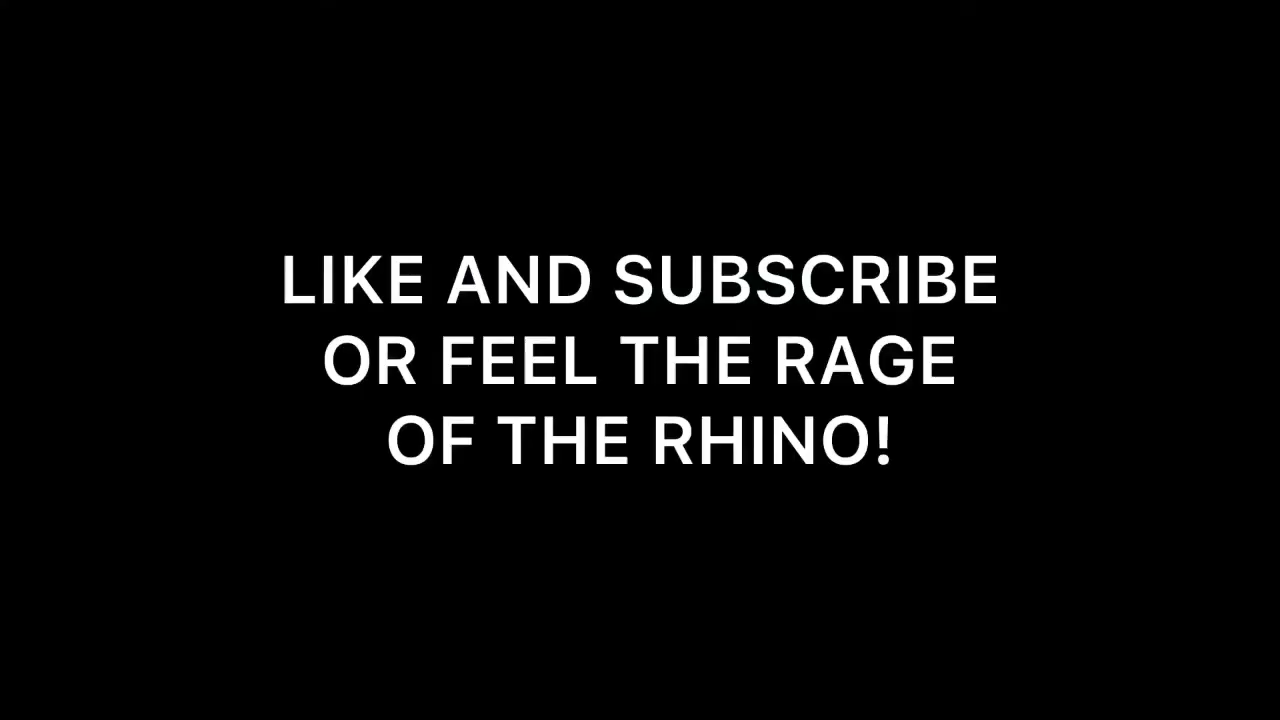 LIKE AND SUBSCRIBE
OR FEEL THE RAGE
OF THE RHINO!